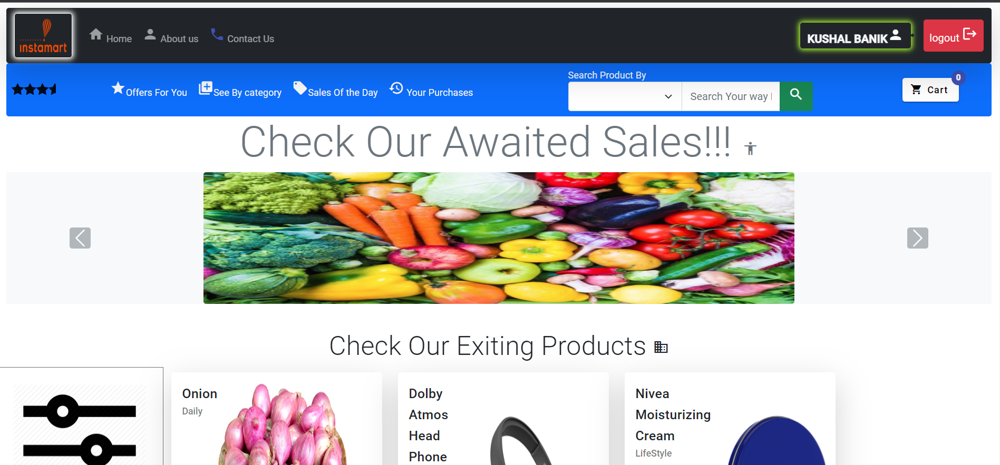 instamart
Home
About us
Contact Us
KUSHAL BANIK
logout
Offers For You
See By category
Sales Of the Day
Your Purchases
Search Product By
Search Your way
Cart
0
Check Our Awaited Sales!!!
Check Our Exiting Products
Onion
Daily
Dolby
Atmos
Head
Phone
Nivea
Moisturizing
Cream
LifeStyle